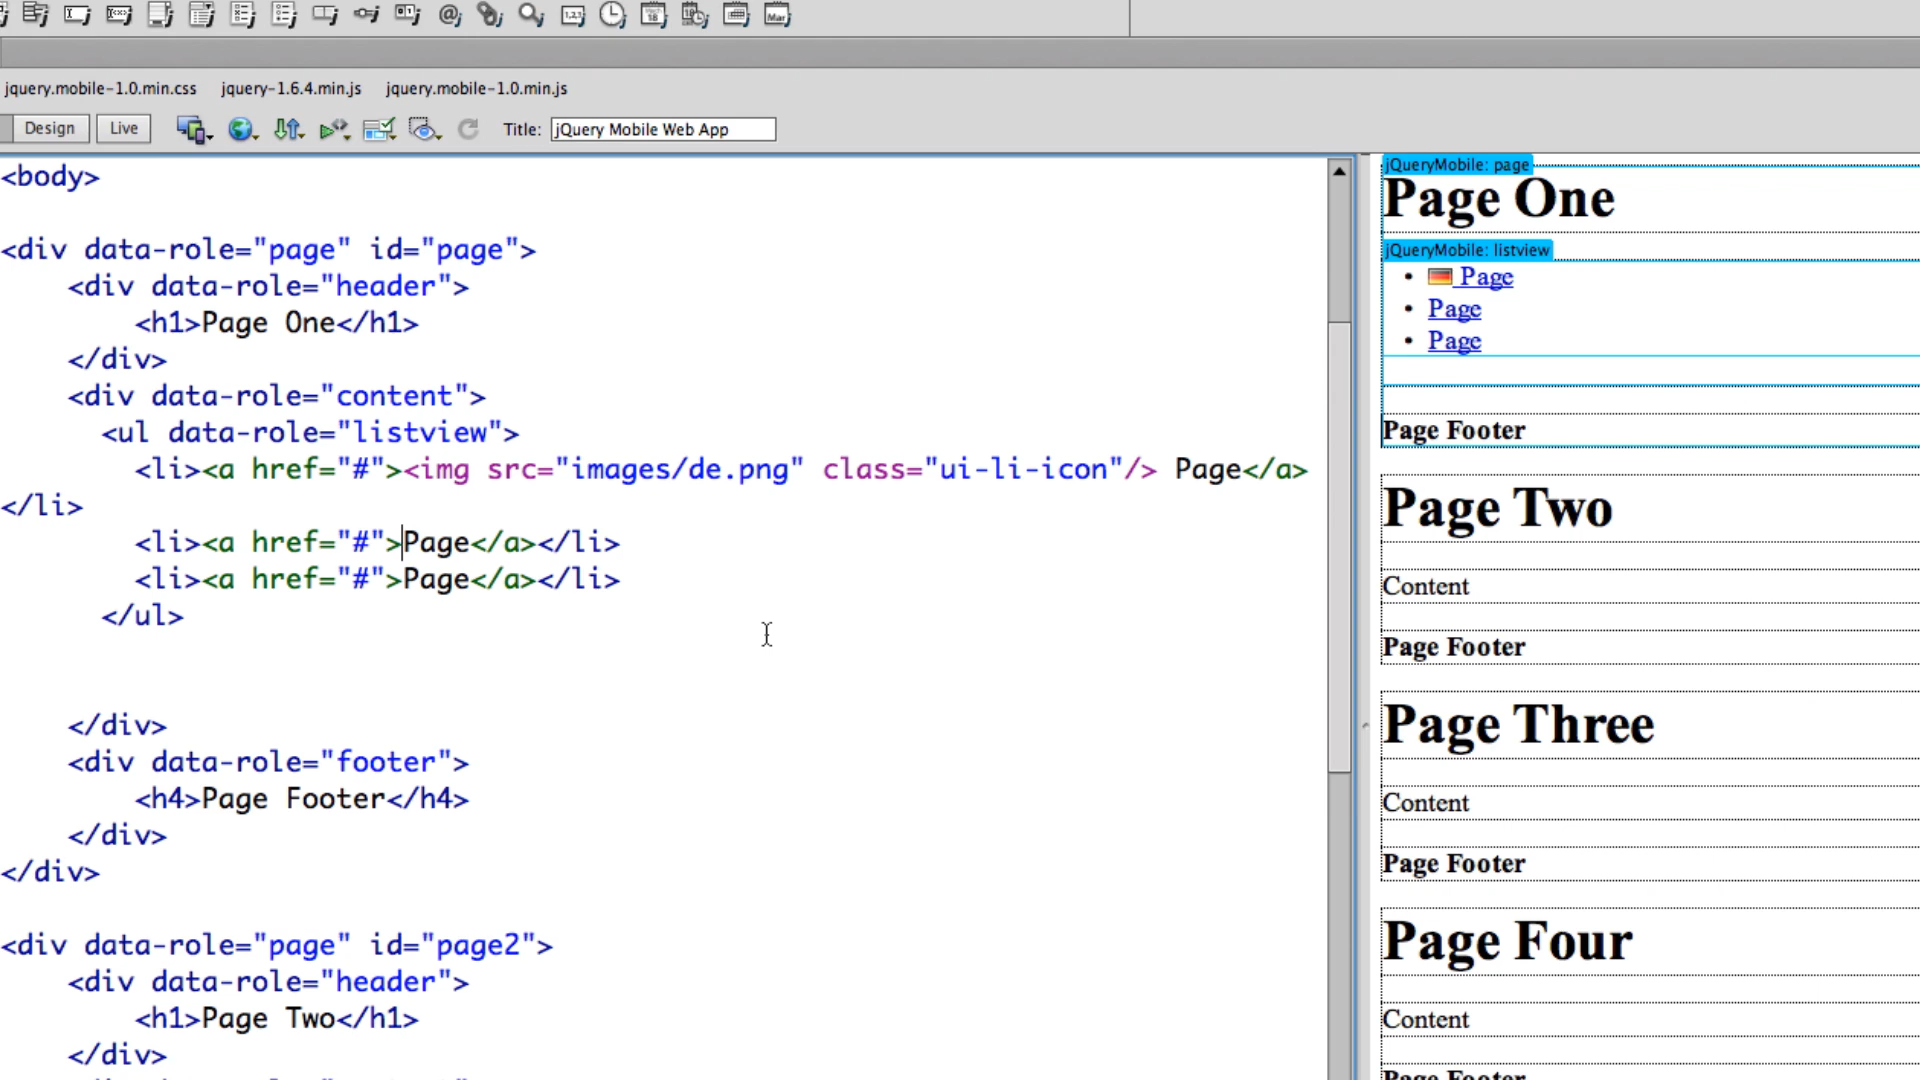 jquery.mobile-1.0.min.css jquery-1.6.4.min.js jquery.mobile-1.0.min.js
Design Live Title: jQuery Mobile Web App
<body>
<div data-role="page" id="page">
<div data-role="header">
<h1>Page One</h1>
</div>
<div data-role="content">
<ul data-role="listview">
<li><a href="#"><img src="images/de.png" class="ui-li-icon"/> Page</a>
</li>
<li><a href="#">Page</a></li>
<li><a href="#">Page</a></li>
</ul>
</div>
<div data-role="footer">
<h4>Page Footer</h4>
</div>
</div>
<div data-role="page" id="page2">
<div data-role="header">
<h1>Page Two</h1>
</div>
jQueryMobile: page
Page One
jQueryMobile: listview
• Page
• Page
• Page
Page Footer
Page Two
Content
Page Footer
Page Three
Content
Page Footer
Page Four
Content
Page Footer